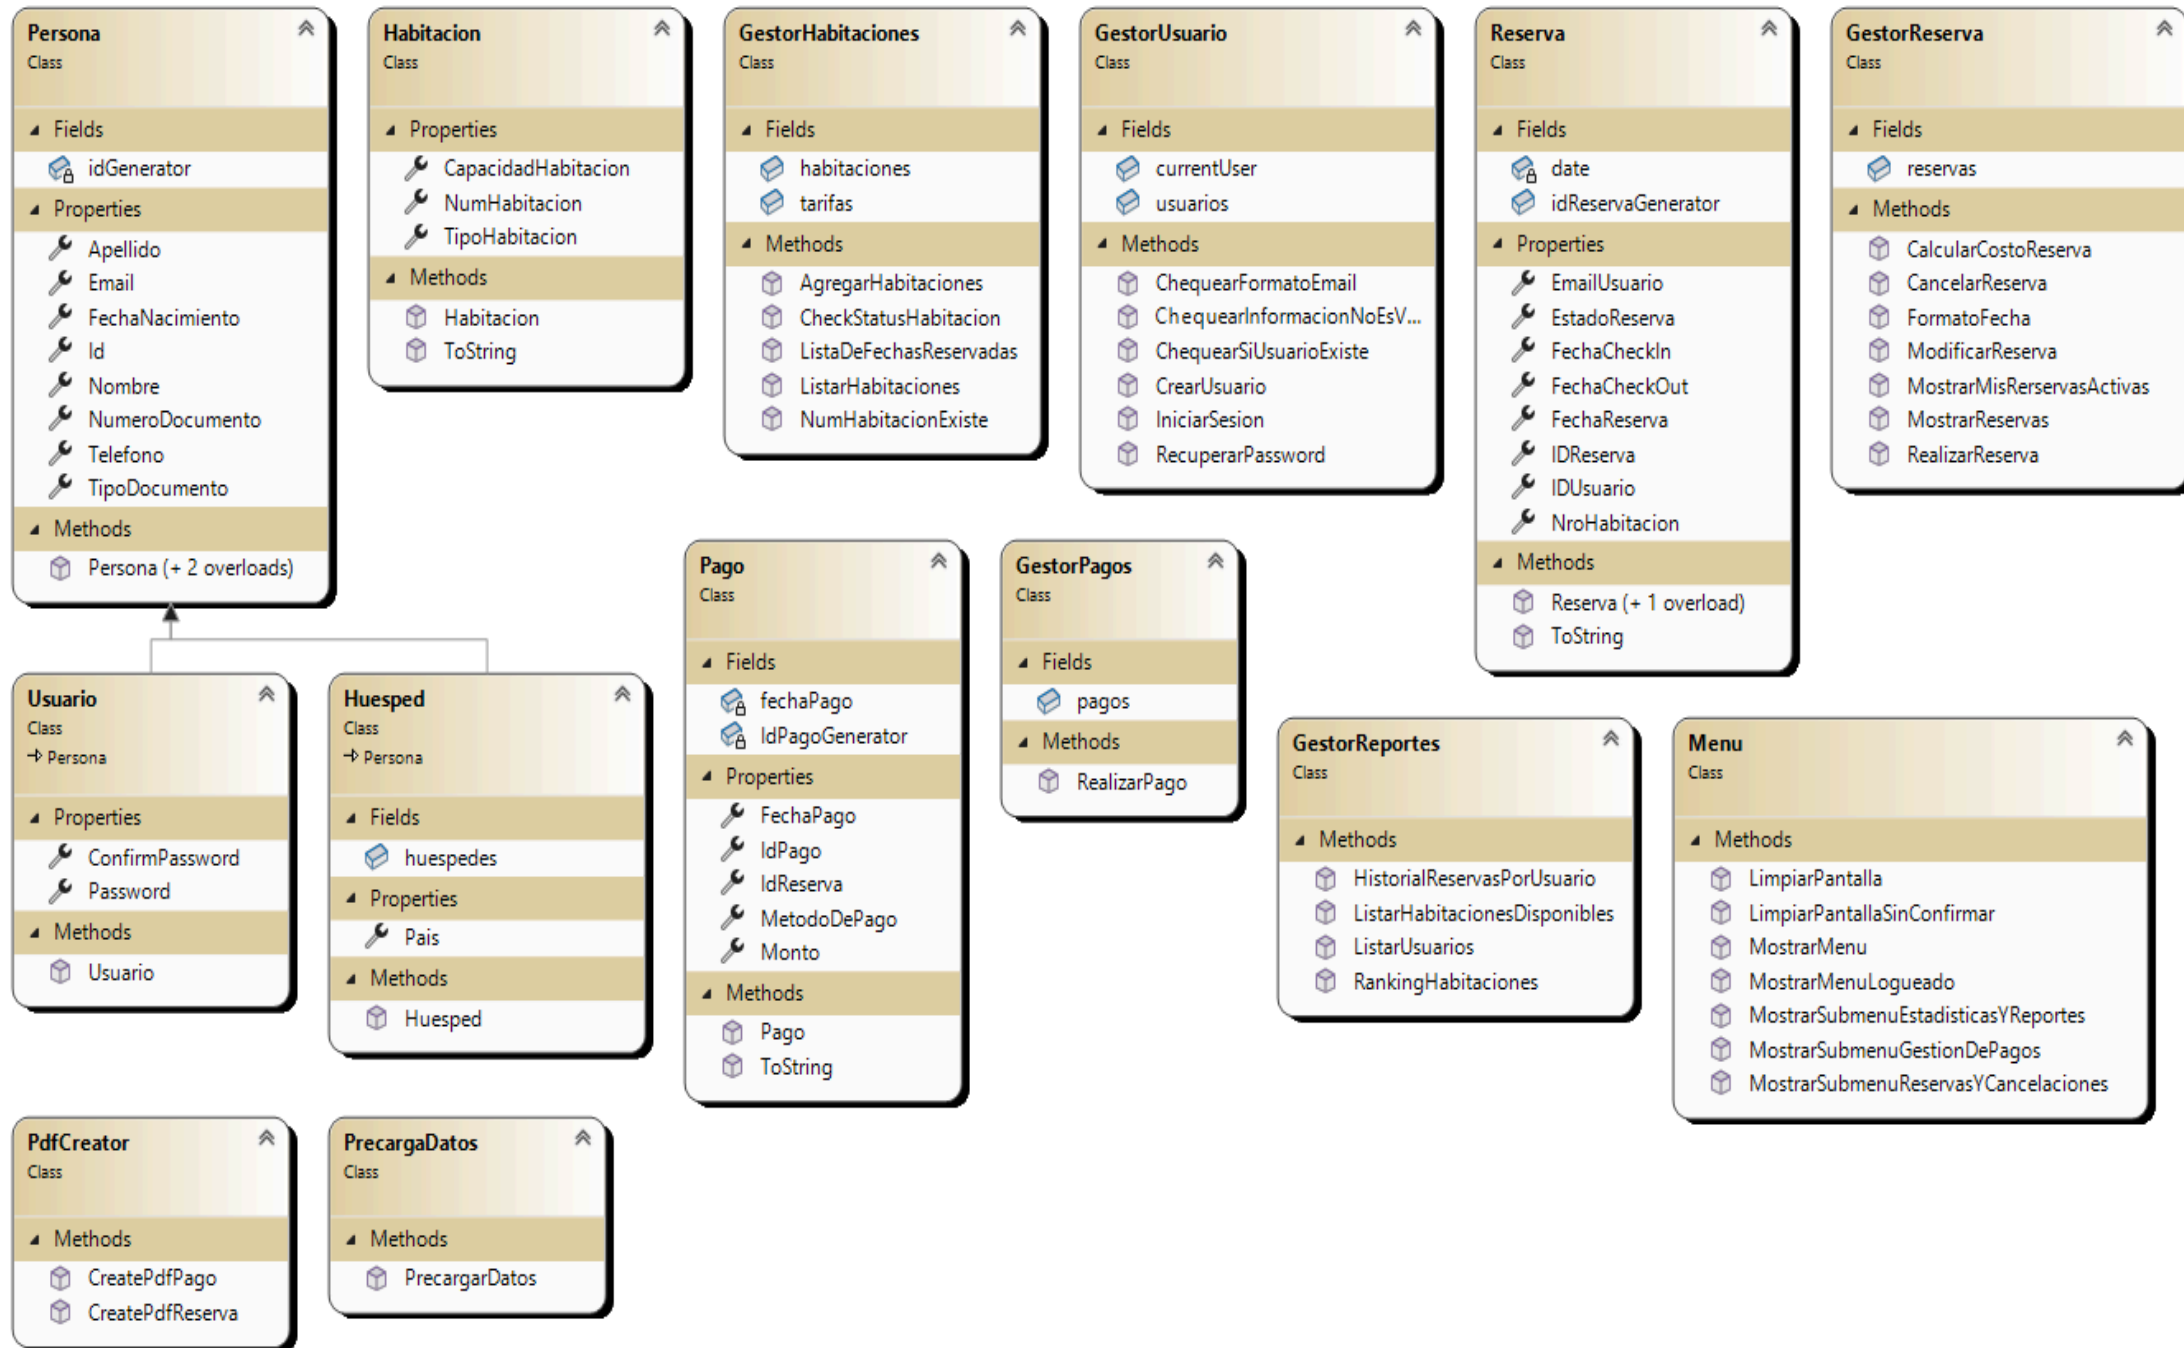 Persona
Class
Fields
idGenerator
Properties
Apellido
Email
FechaNacimiento
Id
Nombre
NumeroDocumento
Telefono
TipoDocumento
Methods
Persona (+ 2 overloads)
Habitacion
Class
Properties
CapacidadHabitacion
NumHabitacion
TipoHabitacion
Methods
Habitacion
ToString
GestorHabitaciones
Class
Fields
habitaciones
tarifas
Methods
AgregarHabitaciones
CheckStatusHabitacion
ListaDeFechasReservadas
ListarHabitaciones
NumHabitacionExiste
GestorUsuario
Class
Fields
currentUser
usuarios
Methods
ChequearFormatoEmail
ChequearInformacionNoEsV...
ChequearSiUsuarioExiste
CrearUsuario
IniciarSesion
RecuperarPassword
Reserva
Class
Fields
date
idReservaGenerator
Properties
EmailUsuario
EstadoReserva
FechaCheckIn
FechaCheckOut
FechaReserva
IDReserva
IDUsuario
NroHabitacion
Methods
Reserva (+ 1 overload)
ToString
GestorReserva
Class
Fields
reservas
Methods
CalcularCostoReserva
CancelarReserva
FormatoFecha
ModificarReserva
MostrarMisRerservasActivas
MostrarReservas
RealizarReserva
Usuario
Class
Persona
Properties
ConfirmPassword
Password
Methods
Usuario
Huesped
Class
Persona
Fields
huespedes
Properties
Pais
Methods
Huesped
Pago
Class
Fields
fechaPago
IdPagoGenerator
Properties
FechaPago
IdPago
IdReserva
MetodoDePago
Monto
Methods
Pago
ToString
GestorPagos
Class
Fields
pagos
Methods
RealizarPago
GestorReportes
Class
Methods
HistorialReservasPorUsuario
ListarHabitacionesDisponibles
ListarUsuarios
RankingHabitaciones
Menu
Class
Methods
LimpiarPantalla
LimpiarPantallaSinConfirmar
MostrarMenu
MostrarMenuLogueado
MostrarSubmenuEstadisticasYReportes
MostrarSubmenuGestionDePagos
MostrarSubmenuReservasYCancelaciones
PdfCreator
Class
Methods
CreatePdfPago
CreatePdfReserva
PrecargaDatos
Class
Methods
PrecargarDatos